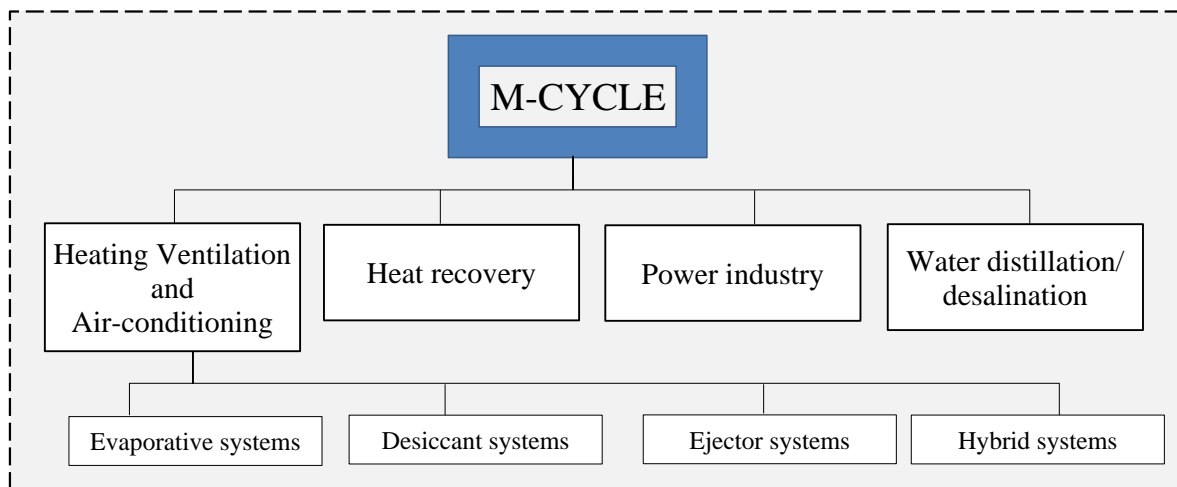 M-CYCLE
Heating Ventilation
and
Air-conditioning
Heat recovery
Power industry
Water distillation/
desalination
Evaporative systems
Desiccant systems
Ejector systems
Hybrid systems